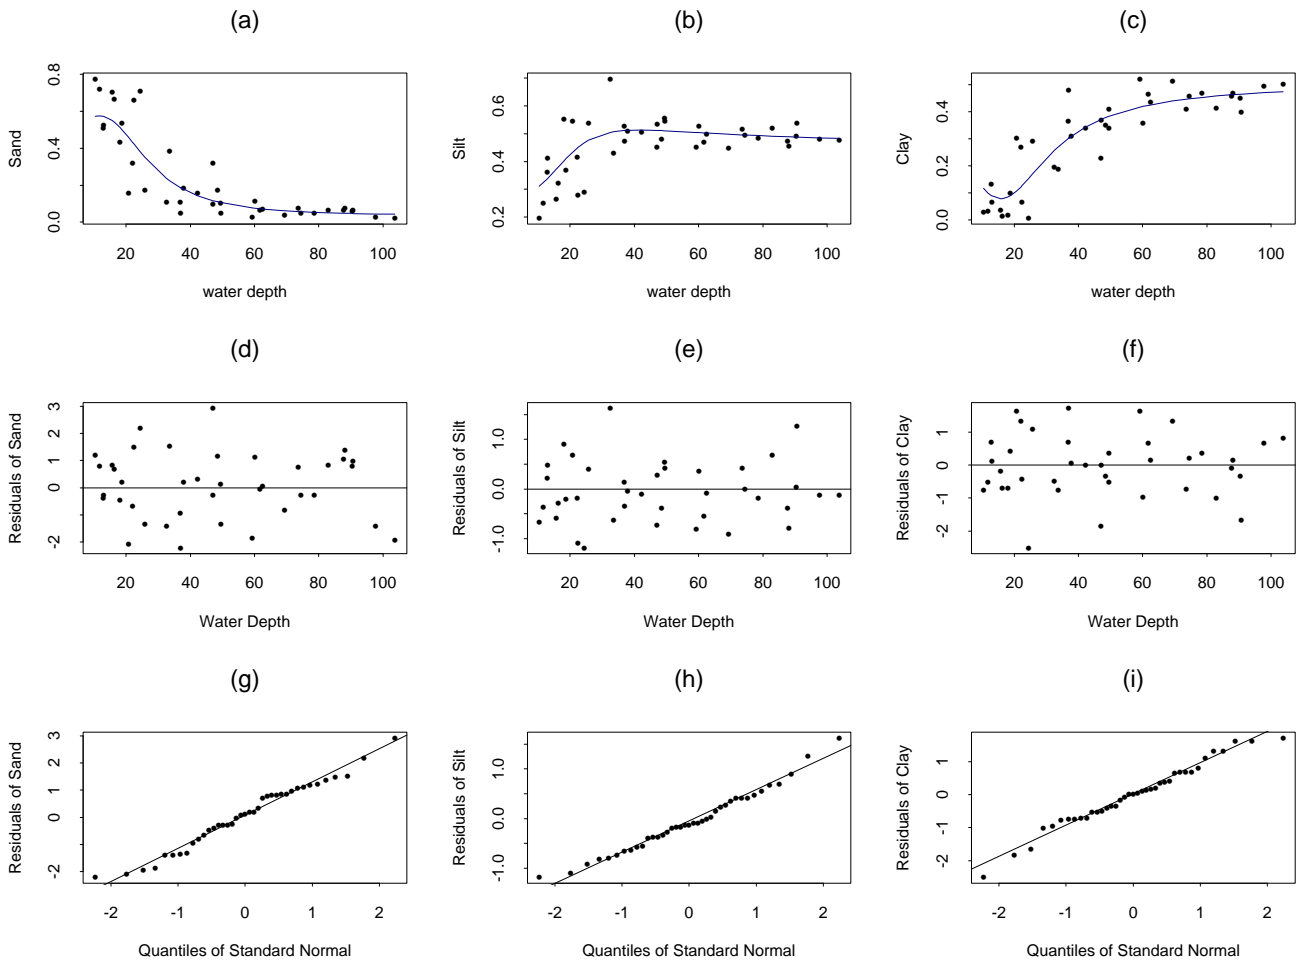 (a)
(b)
(c)
Sand
0.0 0.4 0.8
20 40 60 80 100
water depth
Silt
0.2 0.4 0.6
20 40 60 80 100
water depth
Clay
0.0 0.2 0.4
20 40 60 80 100
water depth
(d)
(e)
(f)
Residuals of Sand
-2 0 1 2 3
20 40 60 80 100
Water Depth
Residuals of Silt
-1.0 0.0 1.0
20 40 60 80 100
Water Depth
Residuals of Clay
-2 -1 0 1
20 40 60 80 100
Water Depth
(g)
(h)
(i)
Residuals of Sand
-2 0 1 2 3
-2 -1 0 1 2
Quantiles of Standard Normal
Residuals of Silt
-1.0 0.0 1.0
-2 -1 0 1 2
Quantiles of Standard Normal
Residuals of Clay
-2 -1 0 1
-2 -1 0 1 2
Quantiles of Standard Normal